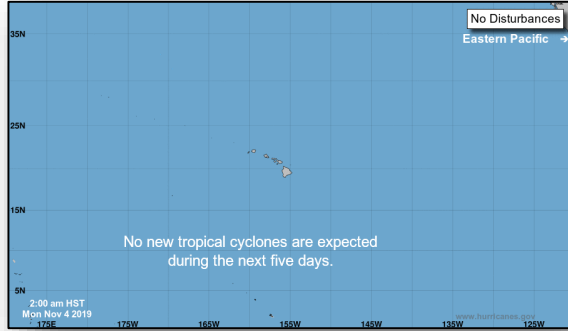 No Disturbances
Eastern Pacific →
35N
25N
15N
No new tropical cyclones are expected
during the next five days.
5N
2:00 am HST
Mon Nov 4 2019
www.hurricanes.gov
175E 175W 165W 155W 145W 135W 125W